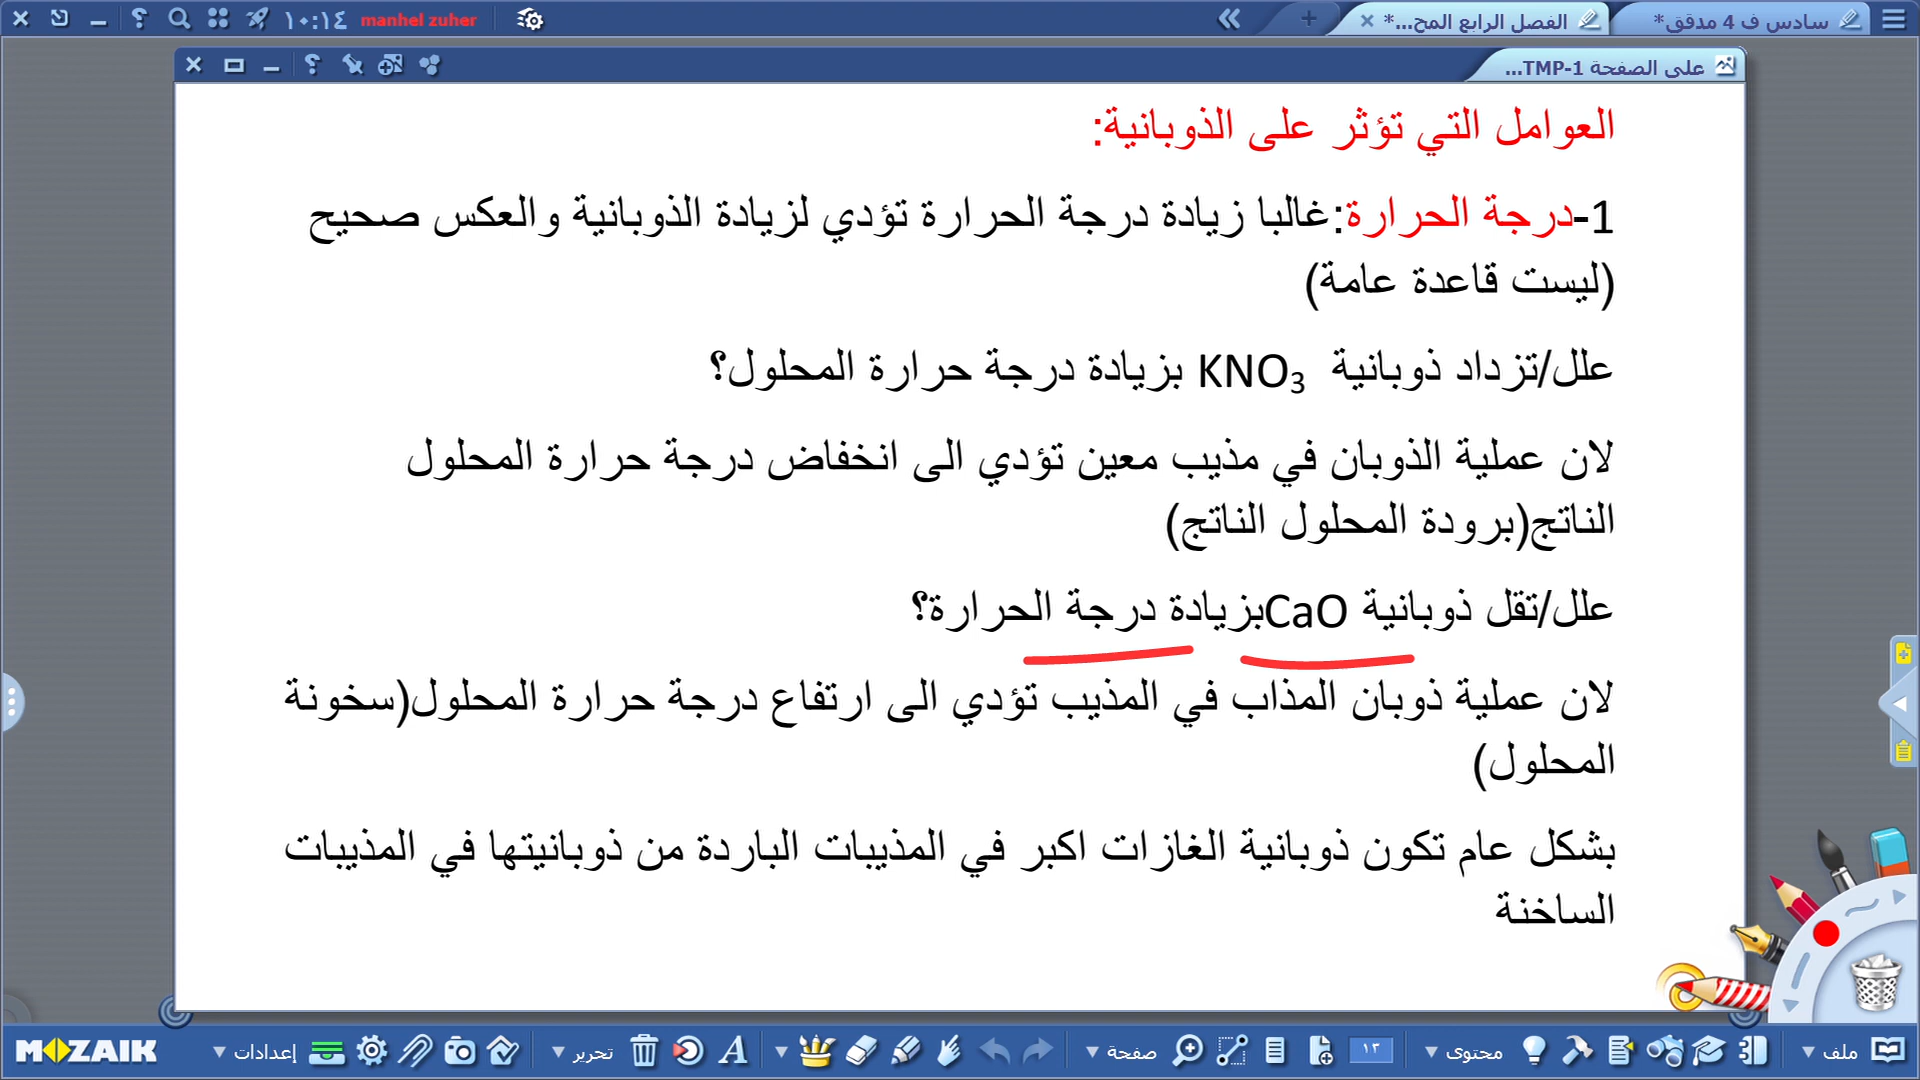 manhel zuher
١٠:١٤
الفصل الرابع المح...*
سادس ف 4 مدقق*
على الصفحة TMP-1...
العوامل التي تؤثر على الذوبانية:
1-درجة الحرارة:غالبا زيادة درجة الحرارة تؤدي لزيادة الذوبانية والعكس صحيح
(ليست قاعدة عامة)
علل/تزداد ذوبانية KNO₃ بزيادة درجة حرارة المحلول؟
لان عملية الذوبان في مذيب معين تؤدي الى انخفاض درجة حرارة المحلول
الناتج(برودة المحلول الناتج)
علل/تقل ذوبانية CaOبزيادة درجة الحرارة؟
لان عملية ذوبان المذاب في المذيب تؤدي الى ارتفاع درجة حرارة المحلول(سخونة
المحلول)
بشكل عام تكون ذوبانية الغازات اكبر في المذيبات الباردة من ذوبانيتها في المذيبات
الساخنة
ملف
محتوى
١٣
صفحة
تحرير
إعدادات
MOZAIK